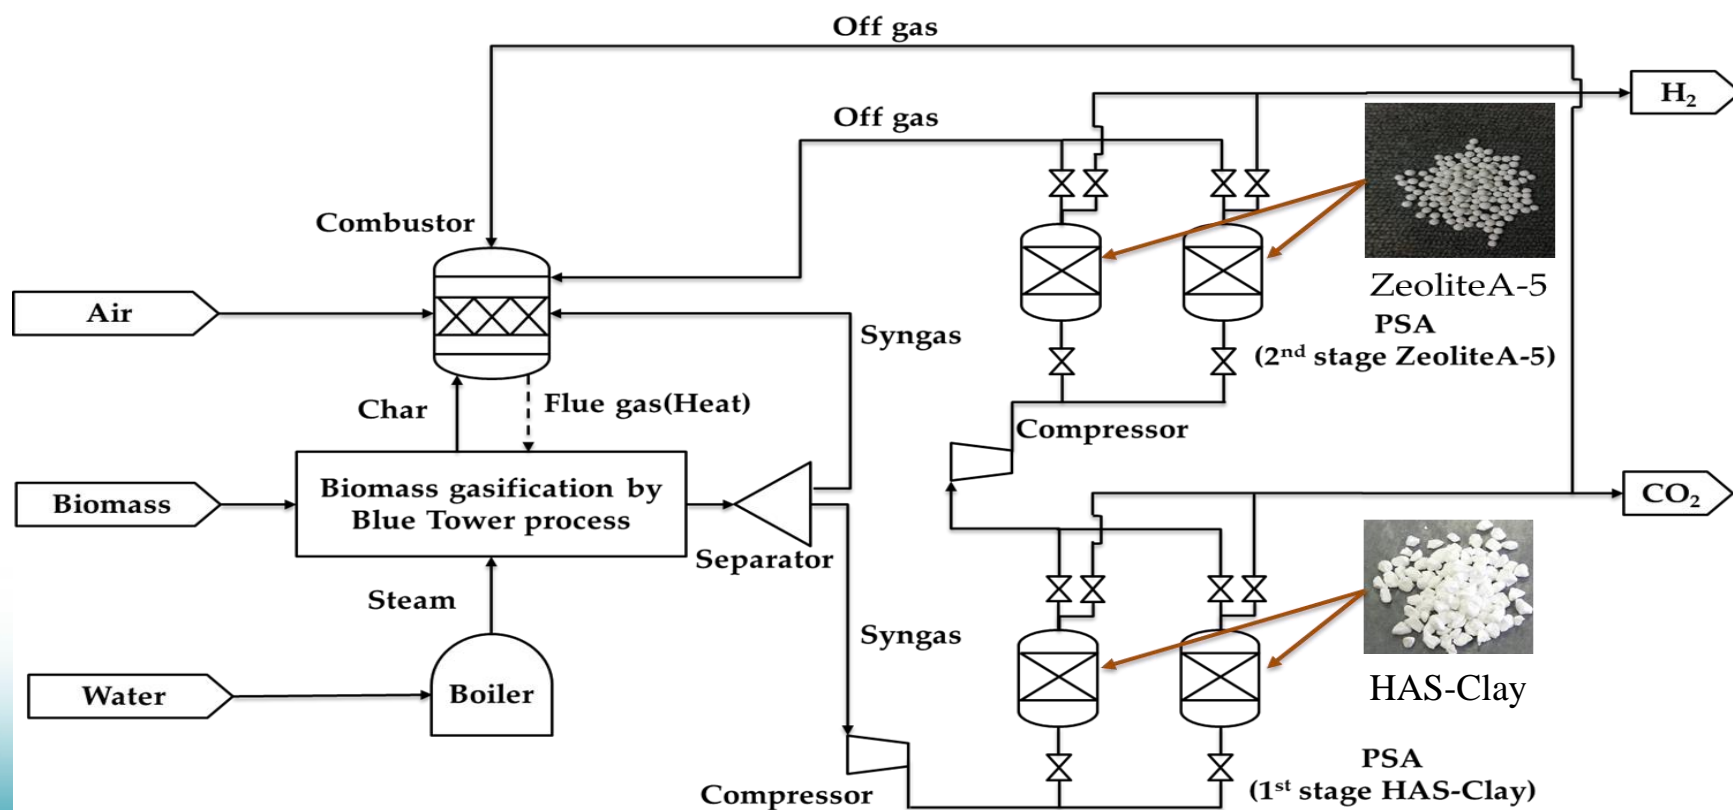 Off gas
H₂
Off gas
Combustor
Air
ZeoliteA-5
PSA
(2nd stage ZeoliteA-5)
Syngas
Char
Flue gas(Heat)
Compressor
Biomass
Biomass gasification by
Blue Tower process
Separator
CO₂
Steam
Syngas
Water
Boiler
HAS-Clay
PSA
(1st stage HAS-Clay)
Compressor